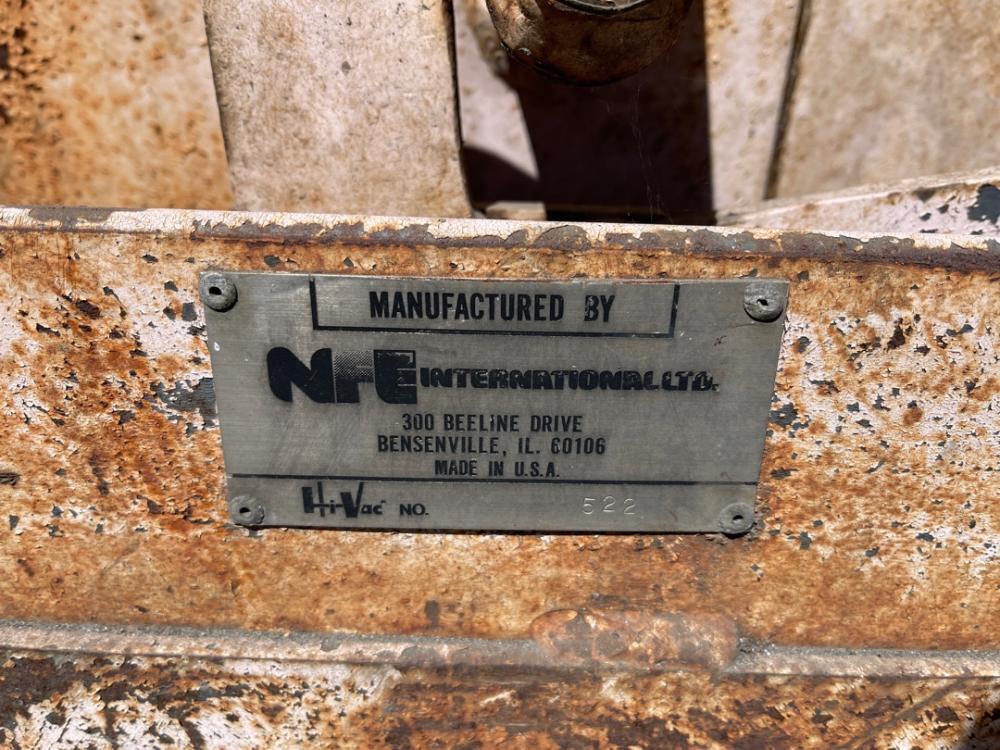 MANUFACTURED BY
NFE INTERNATIONAL LTD.
300 BEELINE DRIVE
BENSENVILLE, IL. 60106
MADE IN U.S.A.
Hi-Vac NO. 522